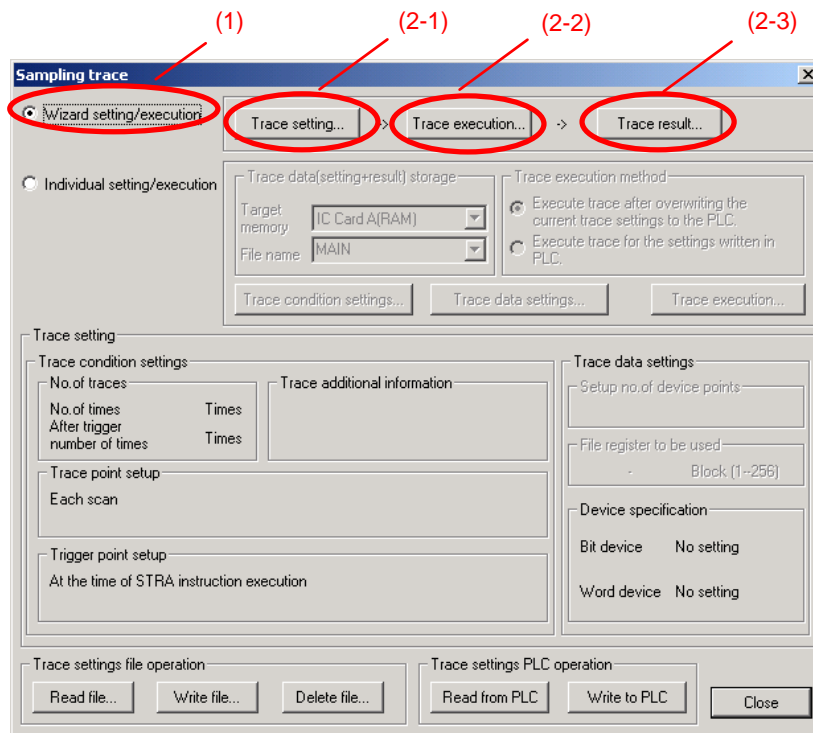 (1) (2-1) (2-2) (2-3)
Sampling trace
Wizard setting/execution
Trace setting... -> Trace execution... -> Trace result...
Individual setting/execution
Trace data(setting+result) storage
Target
memory
IC Card A(RAM)
File name
MAIN
Trace execution method
Execute trace after overwriting the
current trace settings to the PLC.
Execute trace for the settings written in
PLC.
Trace condition settings... Trace data settings... Trace execution...
Trace setting
Trace condition settings
No.of traces
No.of times Times
After trigger
number of times Times
Trace additional information
Trace point setup
Each scan
Trigger point setup
At the time of STRA instruction execution
Trace data settings
Setup no.of device points
File register to be used
- Block (1--256)
Device specification
Bit device No setting
Word device No setting
Trace settings file operation
Read file... Write file... Delete file...
Trace settings PLC operation
Read from PLC Write to PLC
Close